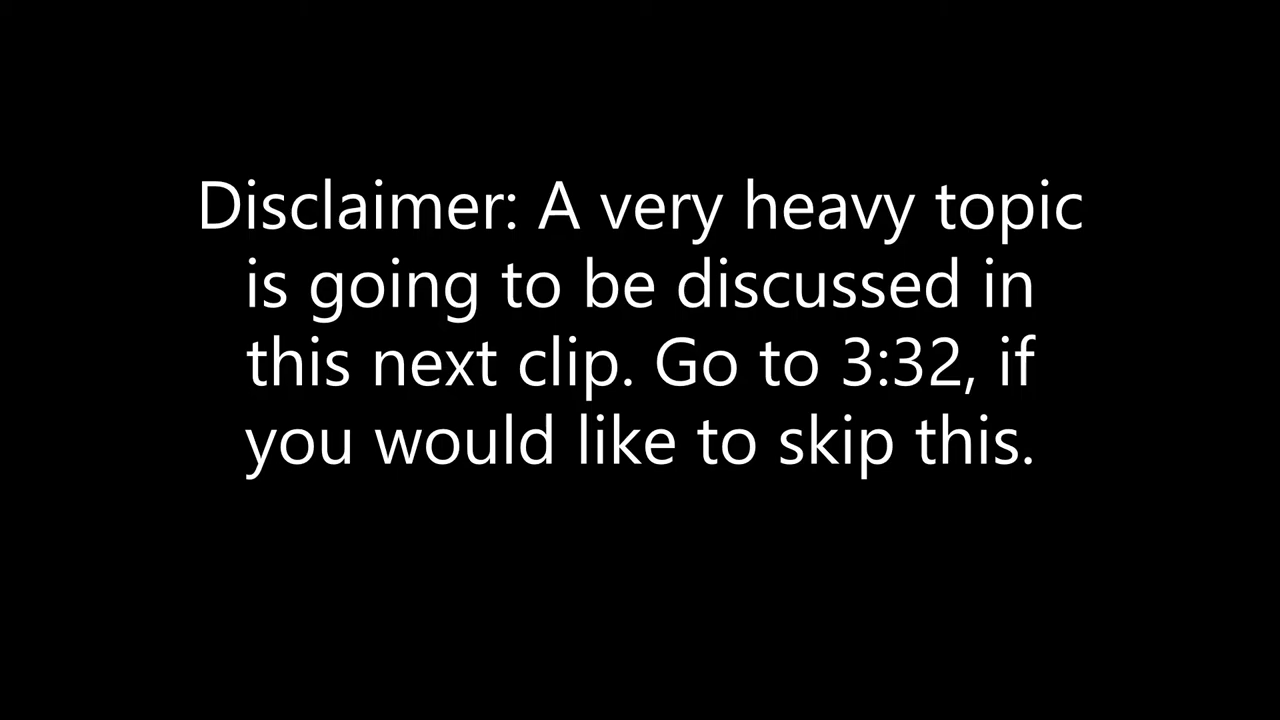 Disclaimer: A very heavy topic
is going to be discussed in
this next clip. Go to 3:32, if
you would like to skip this.